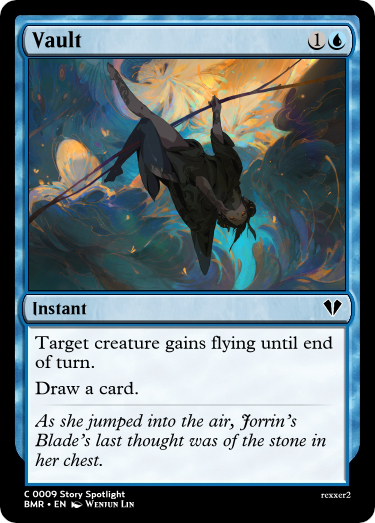 Vault 1
Instant
Target creature gains flying until end
of turn.
Draw a card.
As she jumped into the air, Jorrin's
Blade's last thought was of the stone in
her chest.
C 0009 Story Spotlight
BMR • EN Wenjun Lin
rexxer2